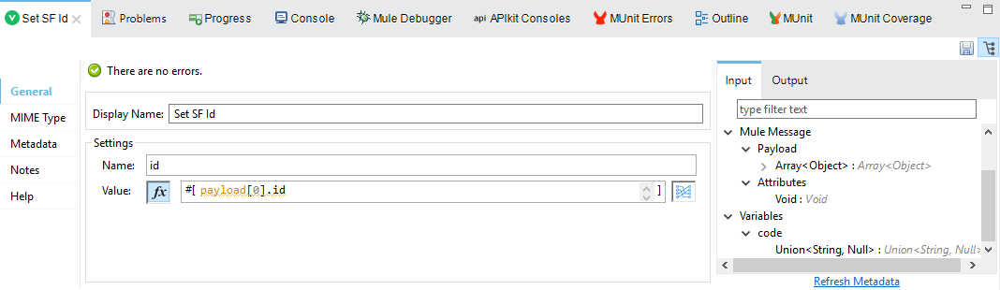 Set SF Id
Problems
Progress
Console
Mule Debugger
api APIkit Consoles
MUnit Errors
Outline
MUnit
MUnit Coverage
There are no errors.
General
MIME Type
Metadata
Notes
Help
Display Name: Set SF Id
Settings
Name: id
Value: fx #[ payload[0].id ]
Input Output
type filter text
Mule Message
Payload
Array<Object> : Array<Object>
Attributes
Void : Void
Variables
code
Union<String, Null> : Union<String, Null>
Refresh Metadata